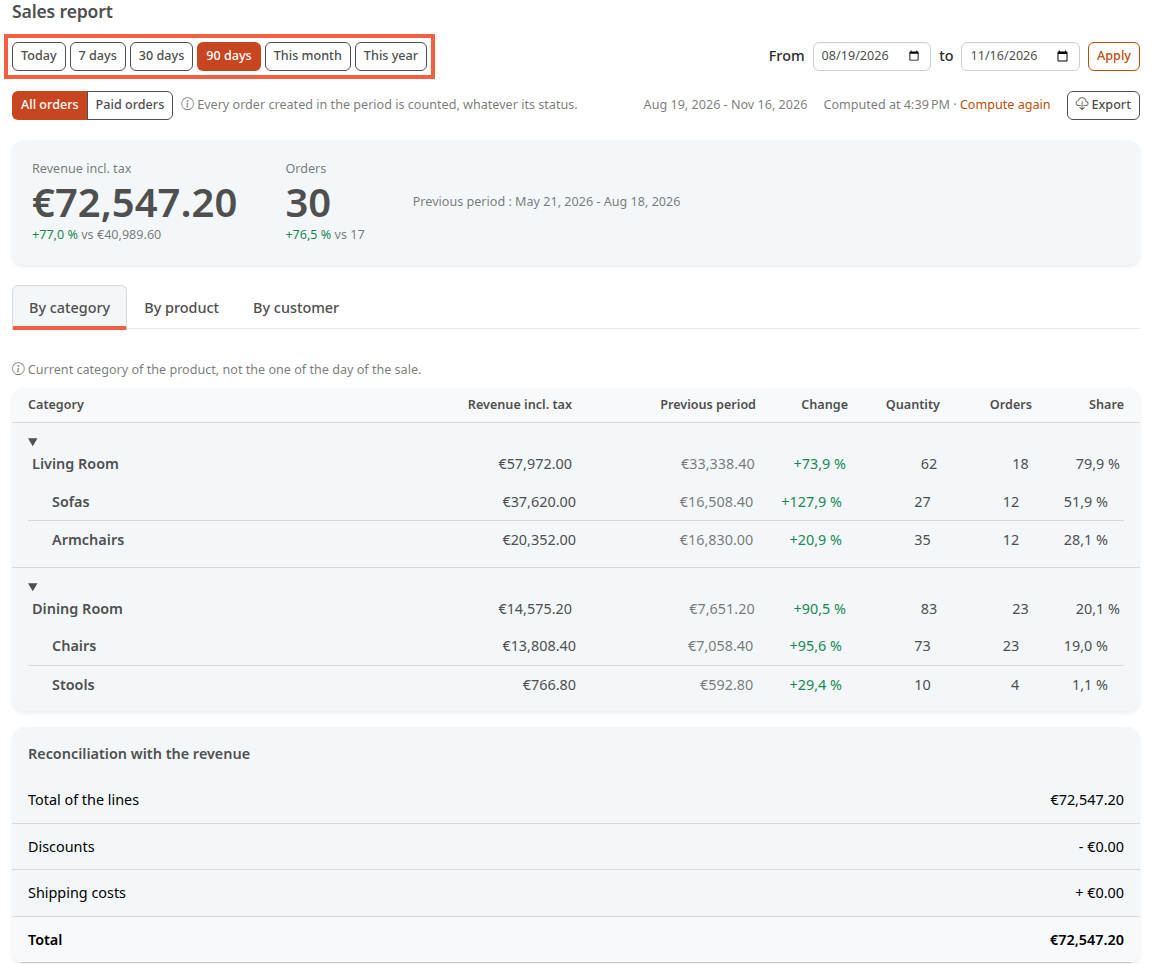 Sales report
Today 7 days 30 days 90 days This month This year From 08/19/2026 to 11/16/2026 Apply
All orders Paid orders Every order created in the period is counted, whatever its status. Aug 19, 2026 - Nov 16, 2026 Computed at 4:39 PM · Compute again Export
Revenue incl. tax Orders
€72,547.20 30 Previous period : May 21, 2026 - Aug 18, 2026
+77,0 % vs €40,989.60 +76,5 % vs 17
By category By product By customer
Current category of the product, not the one of the day of the sale.
Category Revenue incl. tax Previous period Change Quantity Orders Share
Living Room €57,972.00 €33,338.40 +73,9 % 62 18 79,9 %
Sofas €37,620.00 €16,508.40 +127,9 % 27 12 51,9 %
Armchairs €20,352.00 €16,830.00 +20,9 % 35 12 28,1 %
Dining Room €14,575.20 €7,651.20 +90,5 % 83 23 20,1 %
Chairs €13,808.40 €7,058.40 +95,6 % 73 23 19,0 %
Stools €766.80 €592.80 +29,4 % 10 4 1,1 %
Reconciliation with the revenue
Total of the lines €72,547.20
Discounts - €0.00
Shipping costs + €0.00
Total €72,547.20